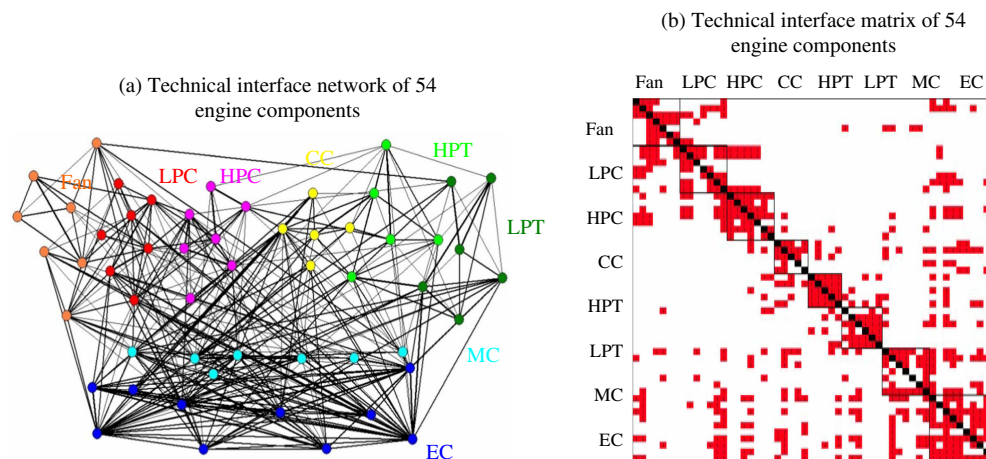 (a) Technical interface network of 54
engine components
Fan
LPC
HPC
CC
HPT
LPT
MC
EC
(b) Technical interface matrix of 54
engine components
Fan LPC HPC CC HPT LPT MC EC
Fan
LPC
HPC
CC
HPT
LPT
MC
EC